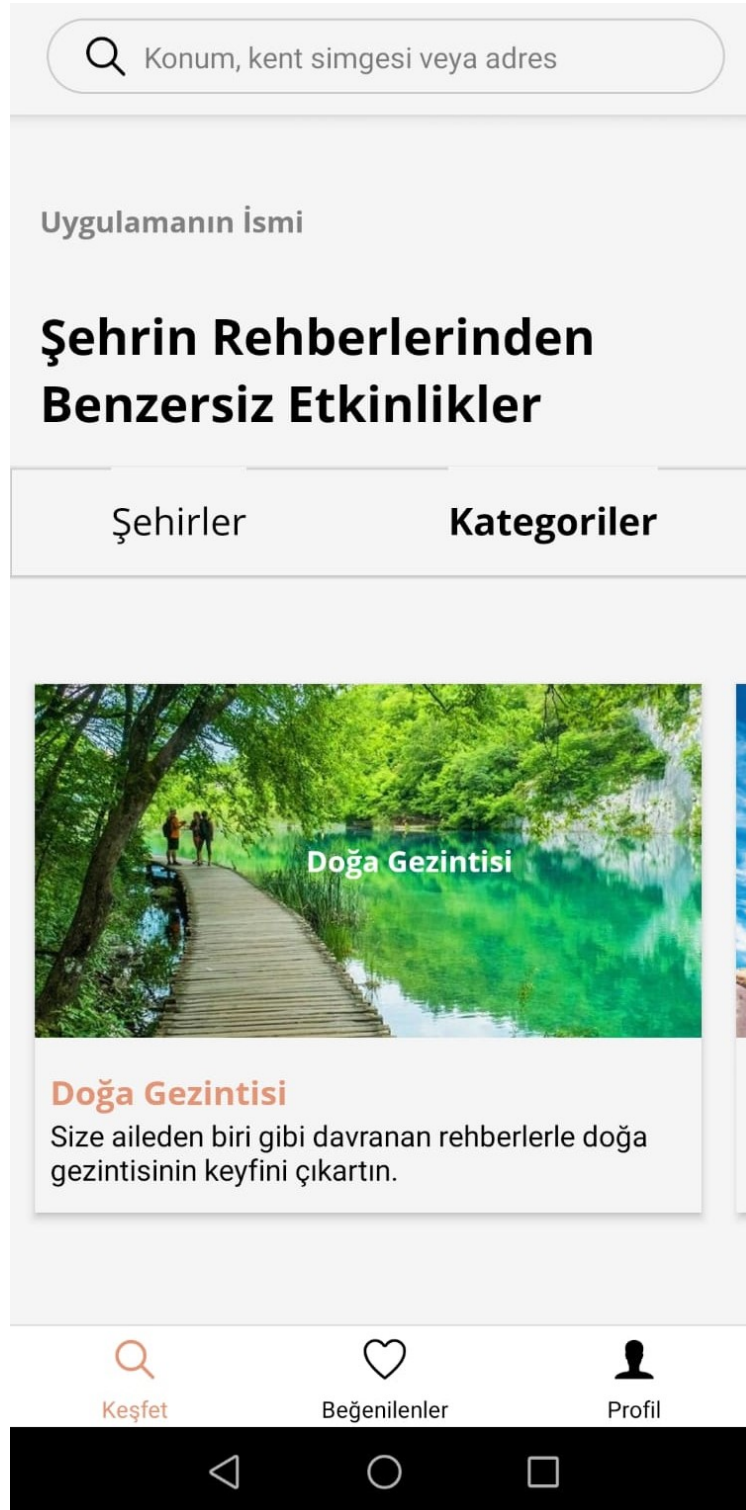 Konum, kent simgesi veya adres
Uygulamanın İsmi
Şehrin Rehberlerinden
Benzersiz Etkinlikler
Şehirler Kategoriler
Doğa Gezintisi
Doğa Gezintisi
Size aileden biri gibi davranan rehberlerle doğa
gezintisinin keyfini çıkartın.
Keşfet Beğenilenler Profil